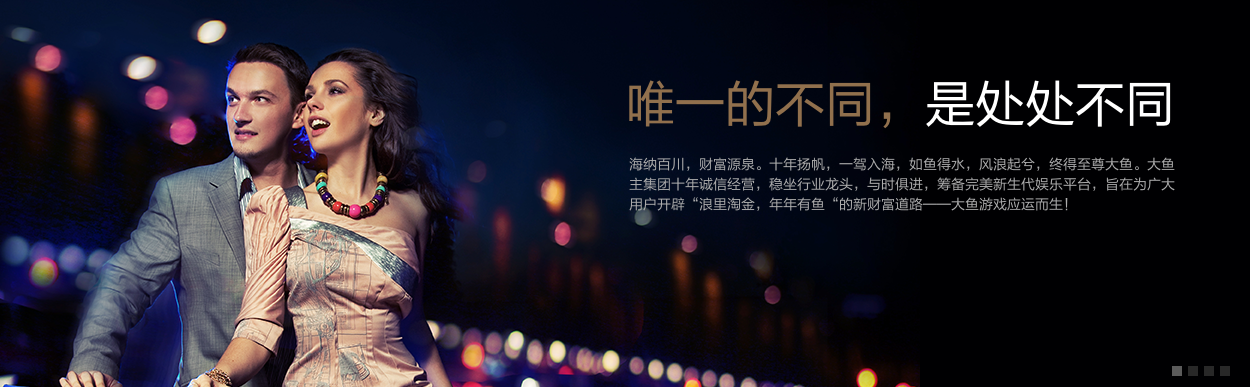 唯一的不同，是处处不同
海纳百川，财富源泉。十年扬帆，一驾入海，如鱼得水，风浪起兮，终得至尊大鱼。大鱼
主集团十年诚信经营，稳坐行业龙头，与时俱进，筹备完美新生代娱乐平台，旨在为广大
用户开辟“浪里淘金，年年有鱼“的新财富道路——大鱼游戏应运而生！